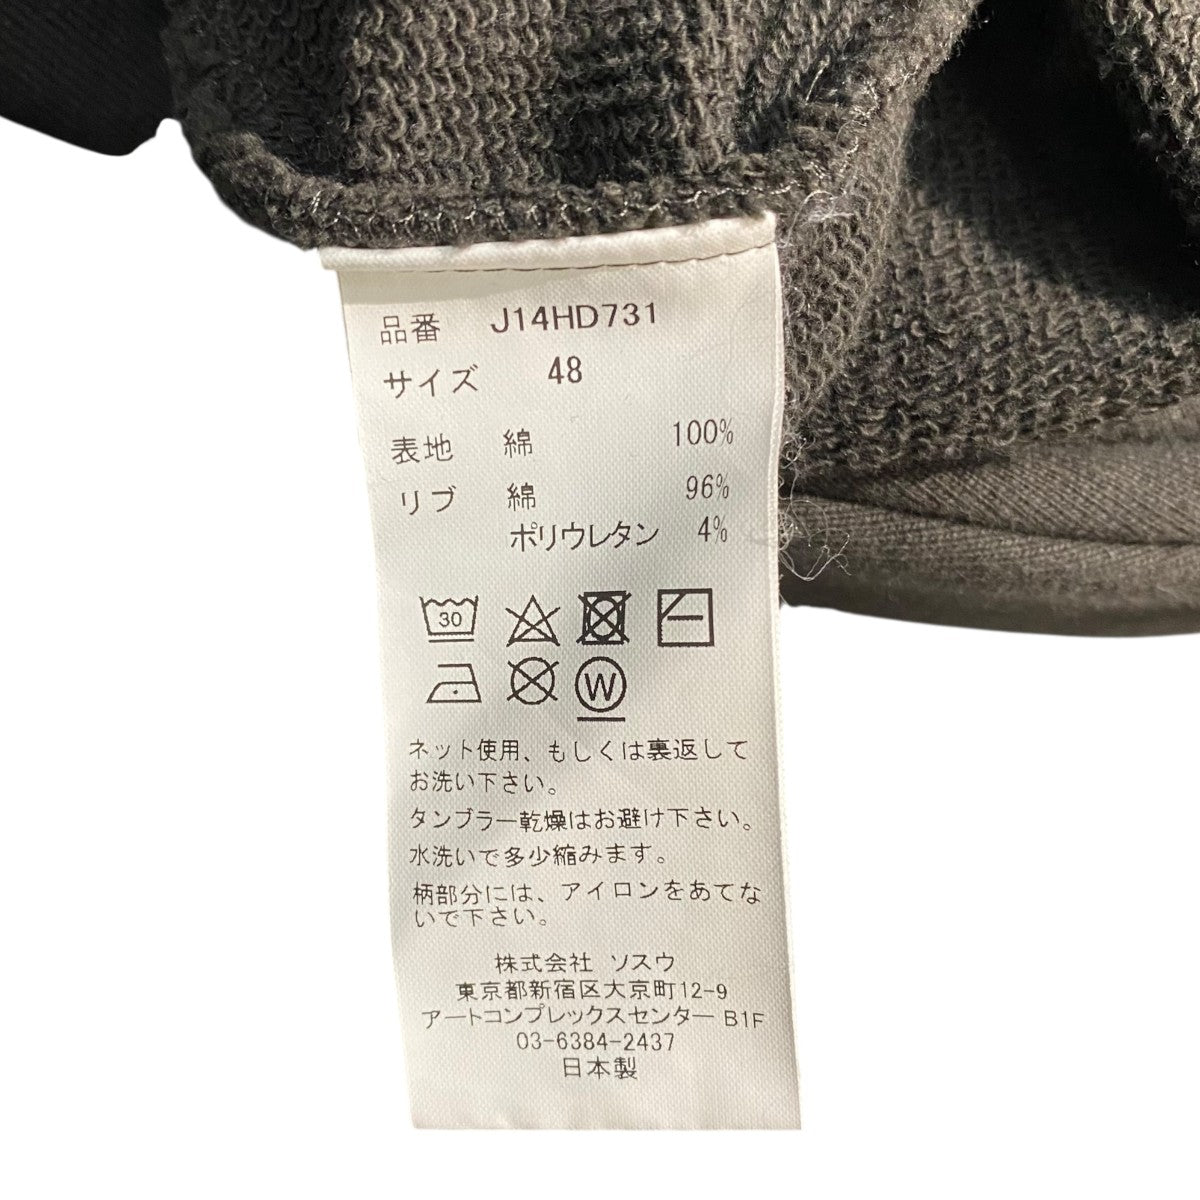 品番 J14HD731
サイズ 48
表地 綿 100%
リブ 綿 96%
ポリウレタン 4%
30
W
ネット使用、もしくは裏返して
お洗い下さい。
タンブラー乾燥はお避け下さい。
水洗いで多少縮みます。
柄部分には、アイロンをあてな
いで下さい。
株式会社 ソスウ
東京都新宿区大京町12-9
アートコンプレックスセンター B1F
03-6384-2437
日本製